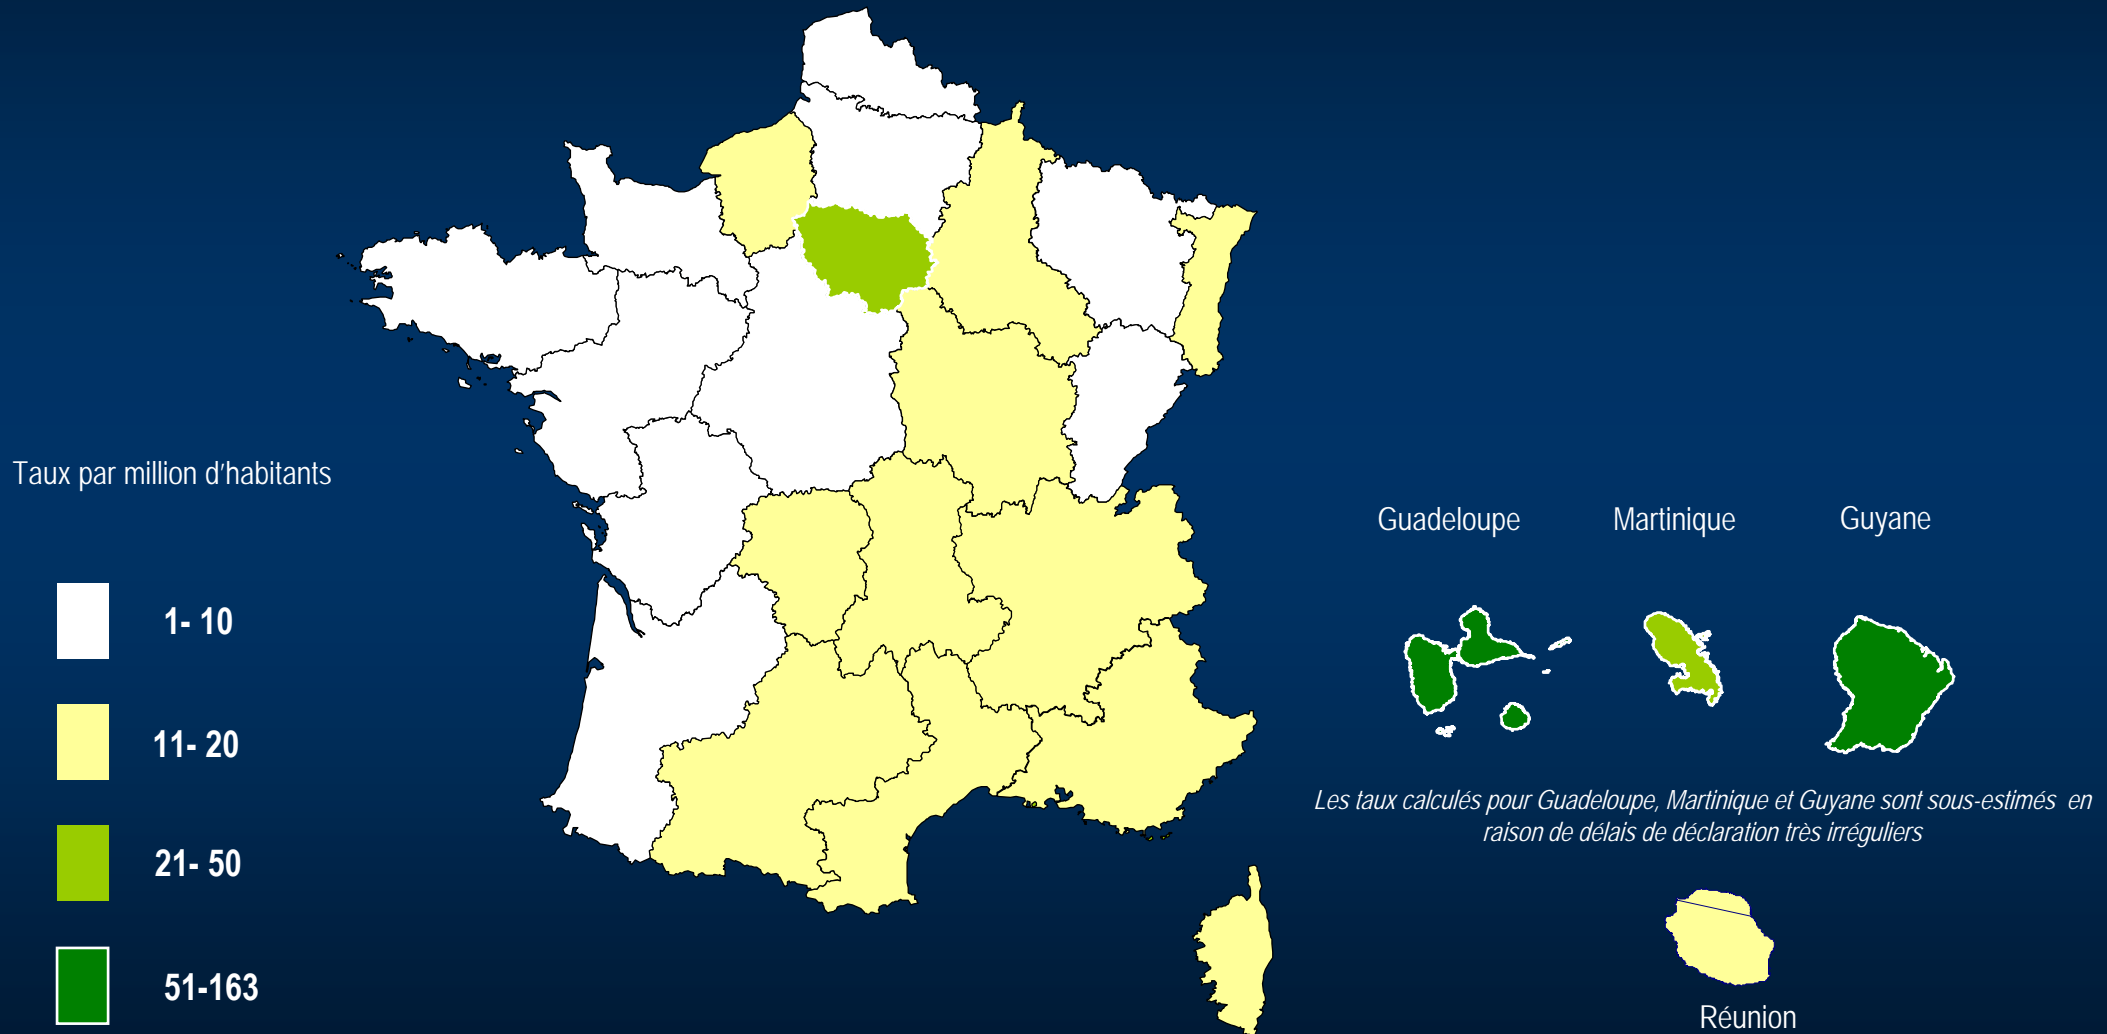 Taux par million d'habitants
1- 10
11- 20
21- 50
51-163
Guadeloupe
Martinique
Guyane
Les taux calculés pour Guadeloupe, Martinique et Guyane sont sous-estimés en
raison de délais de déclaration très irréguliers
Réunion